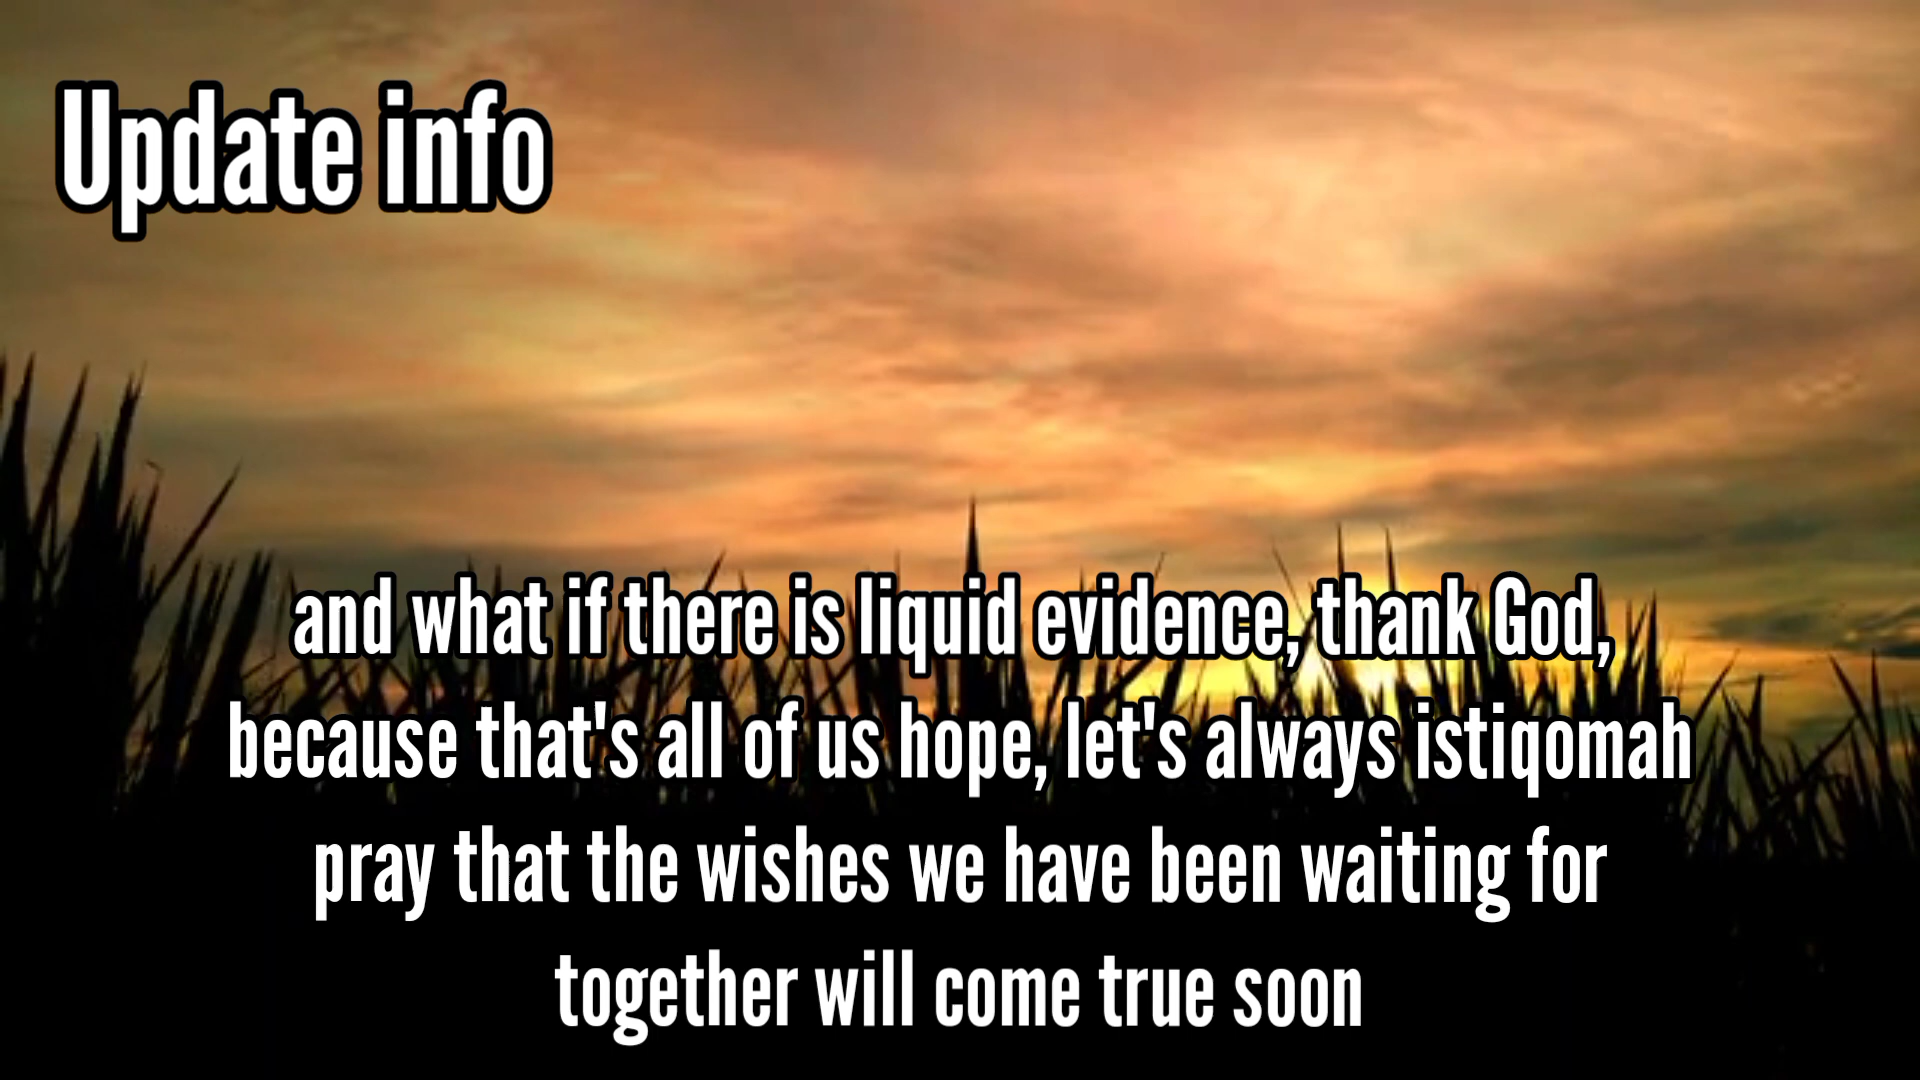 Update info
and what if there is liquid evidence, thank God,
because that's all of us hope, let's always istiqomah
pray that the wishes we have been waiting for
together will come true soon